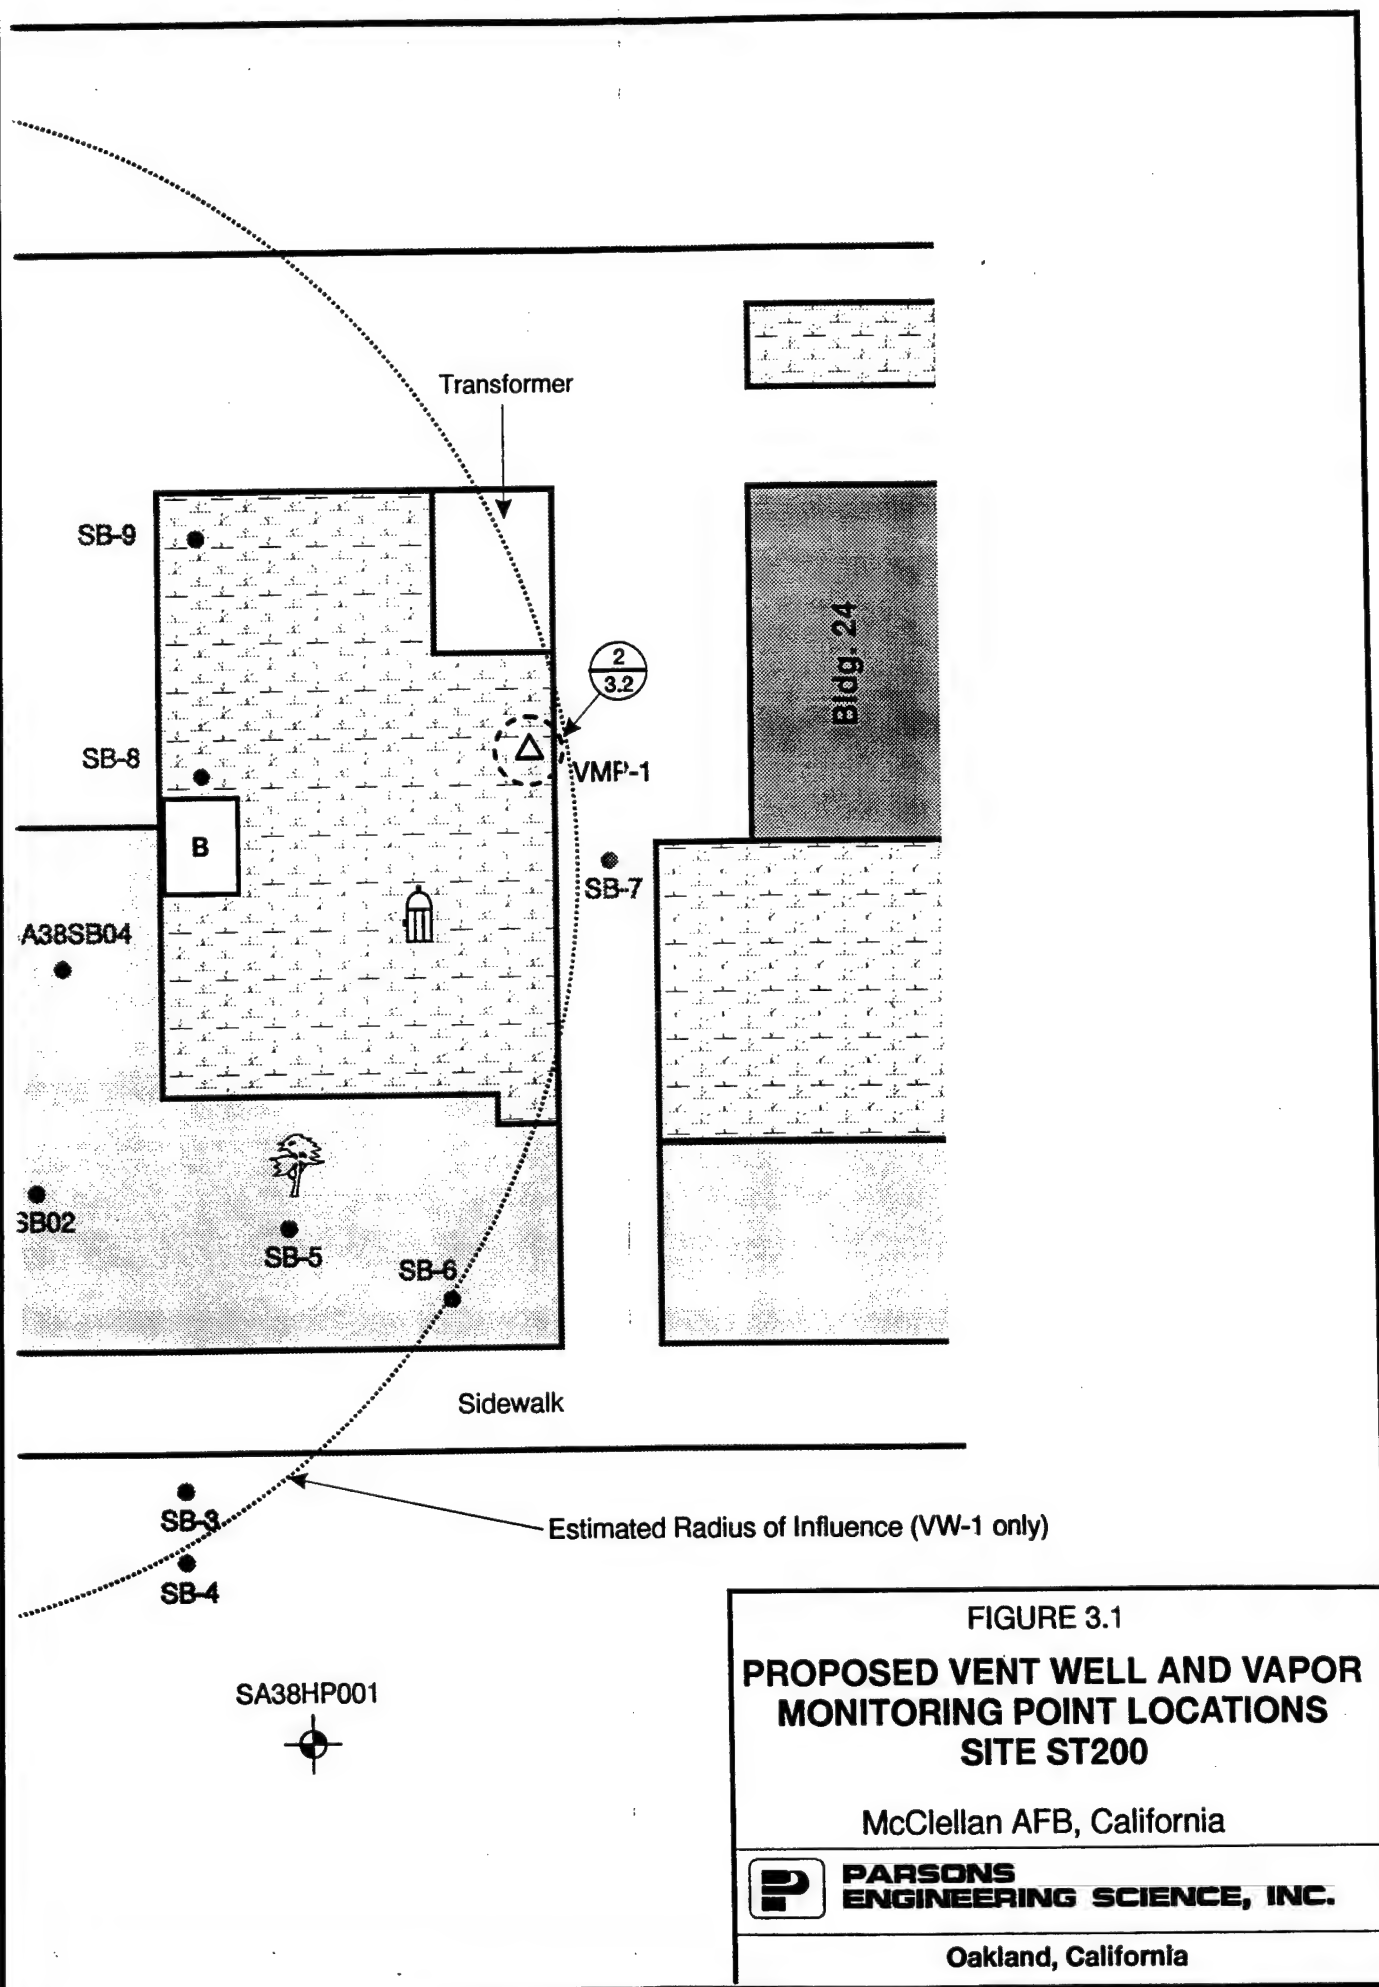 Transformer
SB-9
Bldg. 24
2
3.2
SB-8
VMP-1
B
SB-7
A38SB04
SB02
SB-5
SB-6
Sidewalk
SB-3
Estimated Radius of Influence (VW-1 only)
SB-4
SA38HP001
FIGURE 3.1
PROPOSED VENT WELL AND VAPOR
MONITORING POINT LOCATIONS
SITE ST200
McClellan AFB, California
PARSONS
ENGINEERING SCIENCE, INC.
Oakland, California